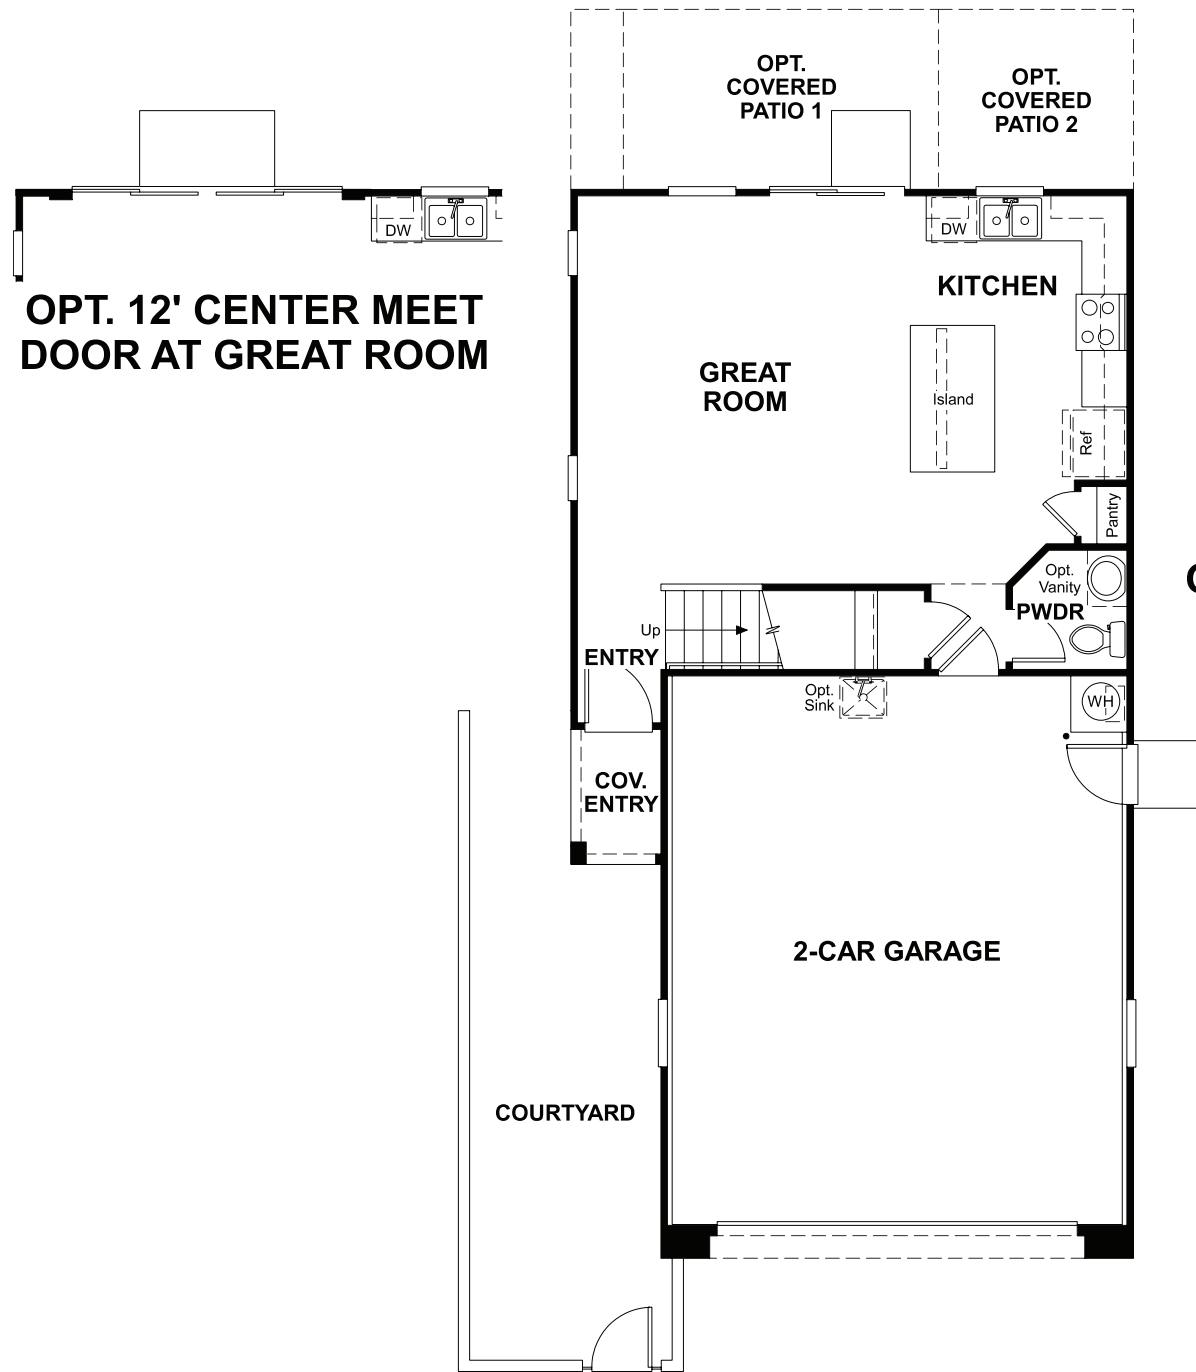 OPT.
COVERED
PATIO 1
OPT.
COVERED
PATIO 2
DW
OPT. 12' CENTER MEET
DOOR AT GREAT ROOM
DW
KITCHEN
GREAT
ROOM
Island
Ref
Pantry
Opt.
Vanity
PWDR
Up
ENTRY
Opt.
Sink
WH
COV.
ENTRY
2-CAR GARAGE
COURTYARD